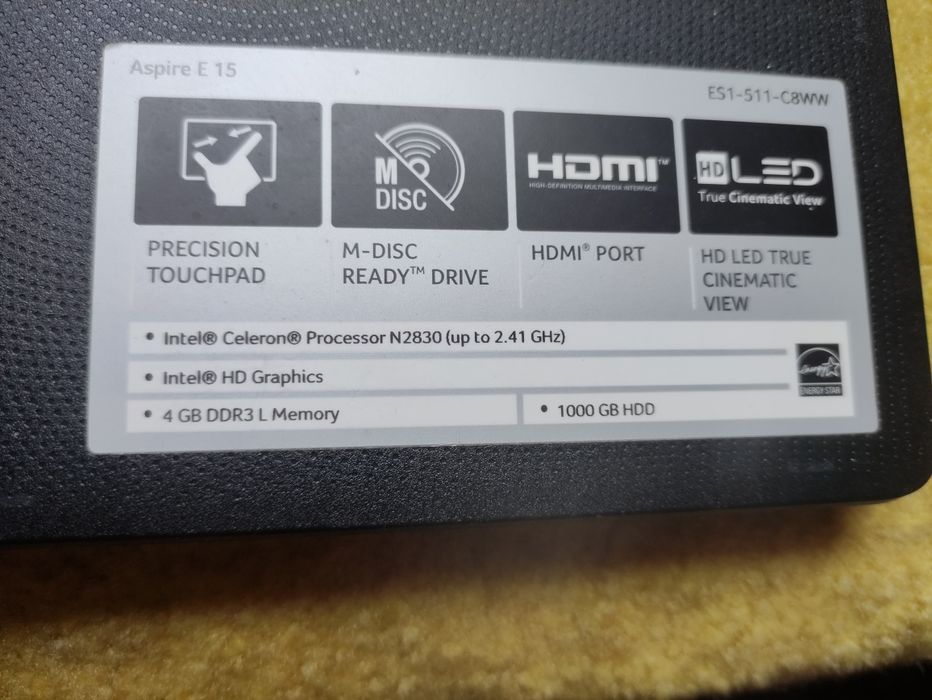 Aspire E 15
ES1-511-C8WW
M DISC
HDMI™
HIGH-DEFINITION MULTIMEDIA INTERFACE
HD LED
True Cinematic View
PRECISION
TOUCHPAD
M-DISC
READY™ DRIVE
HDMI® PORT
HD LED TRUE
CINEMATIC
VIEW
• Intel® Celeron® Processor N2830 (up to 2.41 GHz)
• Intel® HD Graphics
• 4 GB DDR3 L Memory
• 1000 GB HDD
energy
ENERGY STAR